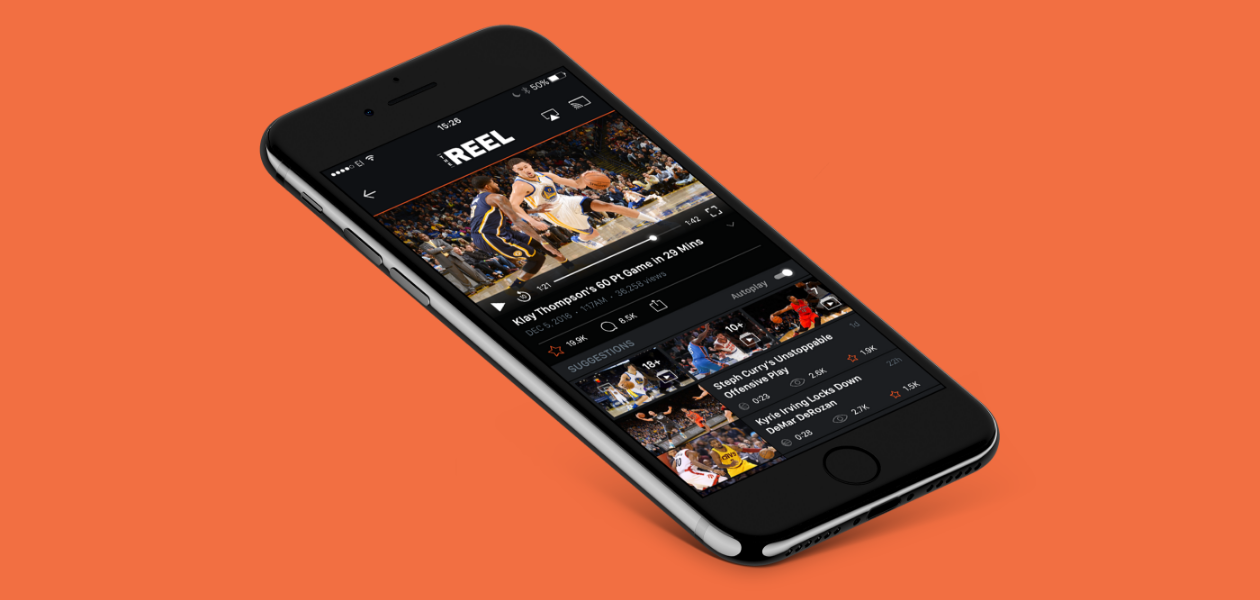 EI
15:26
50%
THE
REEL
1:21
1:42
Klay Thompson's 60 Pt Game in 29 Mins
DEC 5, 2016 · 1:17AM · 36,258 views
19.9K
8.5K
Autoplay
SUGGESTIONS
18+
10+
7
Steph Curry's Unstoppable
Offensive Play
1d
0:23
2.6K
1.9K
Kyrie Irving Locks Down
DeMar DeRozan
22h
0:28
2.7K
1.5K